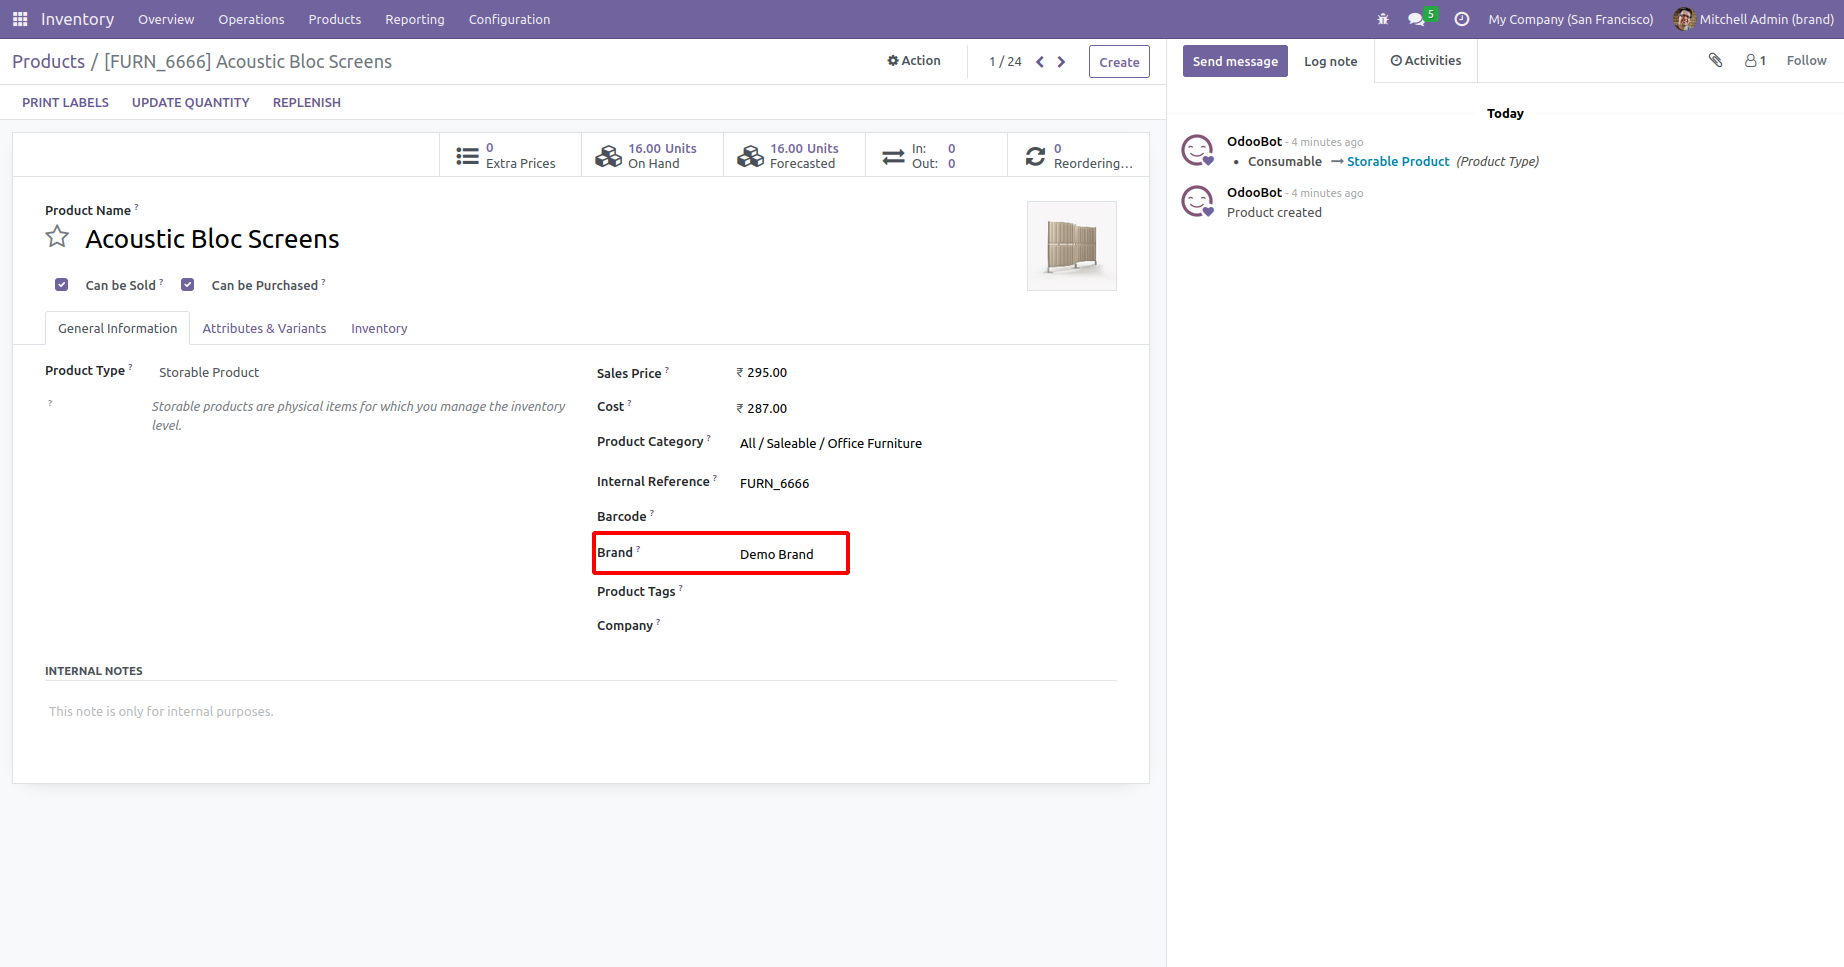 Inventory Overview Operations Products Reporting Configuration 5 My Company (San Francisco) Mitchell Admin (brand)
Products / [FURN_6666] Acoustic Bloc Screens Action 1 / 24 Create
PRINT LABELS UPDATE QUANTITY REPLENISH
0
Extra Prices
16.00 Units
On Hand
16.00 Units
Forecasted
In: 0
Out: 0
0
Reordering...
Product Name ?
Acoustic Bloc Screens
Can be Sold ? Can be Purchased ?
General Information Attributes & Variants Inventory
Product Type ? Storable Product
? Storable products are physical items for which you manage the inventory
level.
Sales Price ? ₹ 295.00
Cost ? ₹ 287.00
Product Category ? All / Saleable / Office Furniture
Internal Reference ? FURN_6666
Barcode ?
Brand ? Demo Brand
Product Tags ?
Company ?
INTERNAL NOTES
This note is only for internal purposes.
Send message Log note Activities 1 Follow
Today
OdooBot - 4 minutes ago
• Consumable → Storable Product (Product Type)
OdooBot - 4 minutes ago
Product created